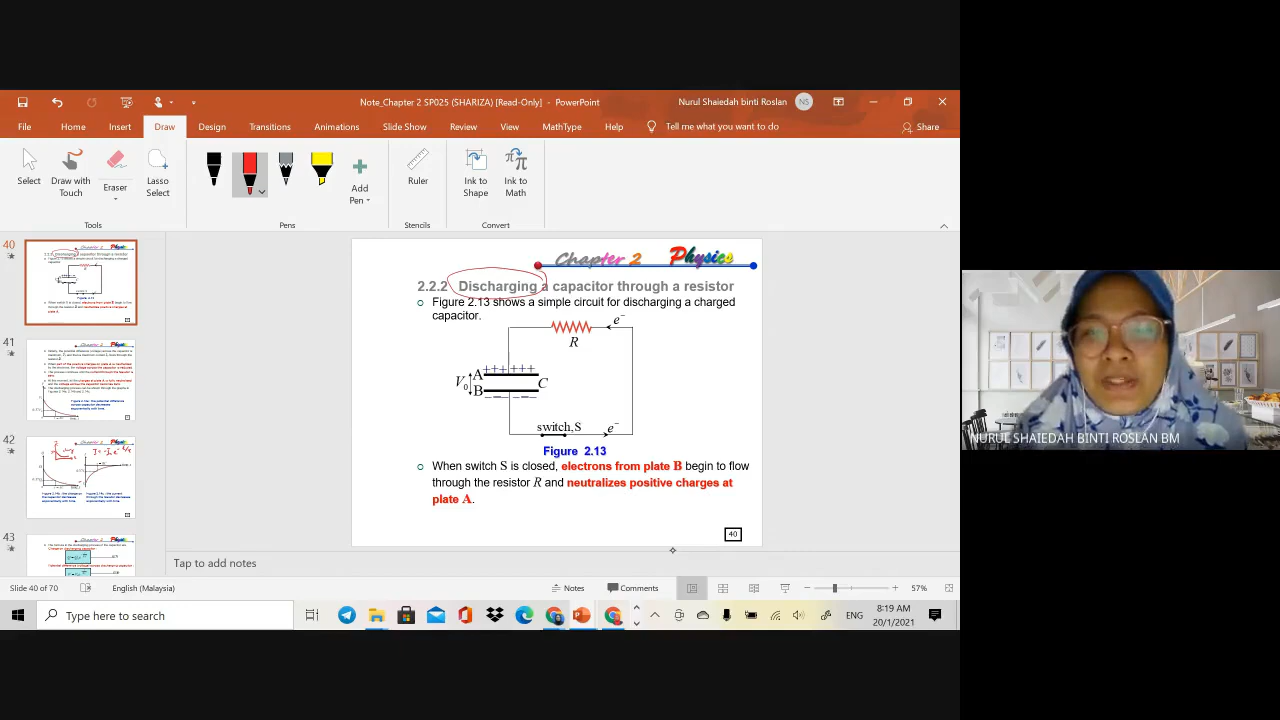 Note_Chapter 2 SP025 (SHARIZA) [Read-Only] - PowerPoint
Nurul Shaiedah binti Roslan NS
File Home Insert Draw Design Transitions Animations Slide Show Review View MathType Help Tell me what you want to do Share
Select
Draw with Touch
Eraser
Lasso Select
Add Pen
Ruler
Ink to Shape
Ink to Math
Tools Pens Stencils Convert
40
41
42
43
Chapter 2 Physics
2.2.2 Discharging a capacitor through a resistor
Figure 2.13 shows a simple circuit for discharging a charged
capacitor.
e−
R
+++ +++
A
V0
B
C
switch, S
e−
Figure 2.13
When switch S is closed, electrons from plate B begin to flow
through the resistor R and neutralizes positive charges at
plate A.
40
NURUL SHAIEDAH BINTI ROSLAN BM
Tap to add notes
Slide 40 of 70 English (Malaysia) Notes Comments 57%
Type here to search
ENG
8:19 AM
20/1/2021